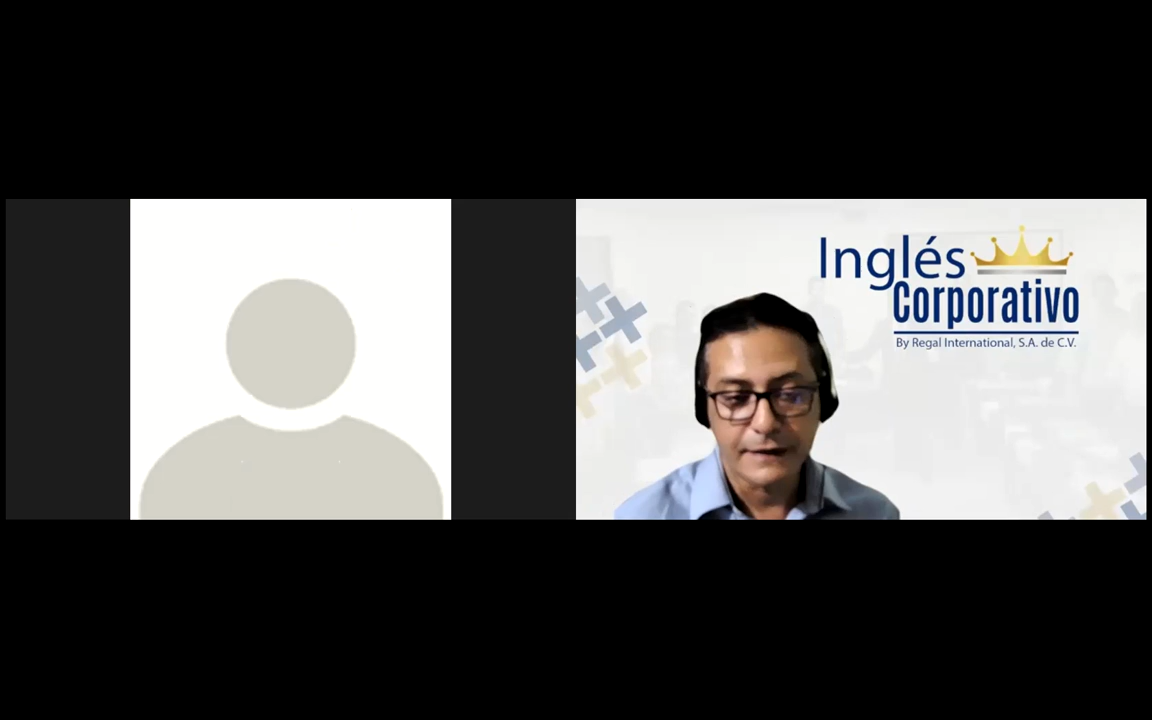 Inglés
Corporativo
By Regal International, S.A. de C.V.